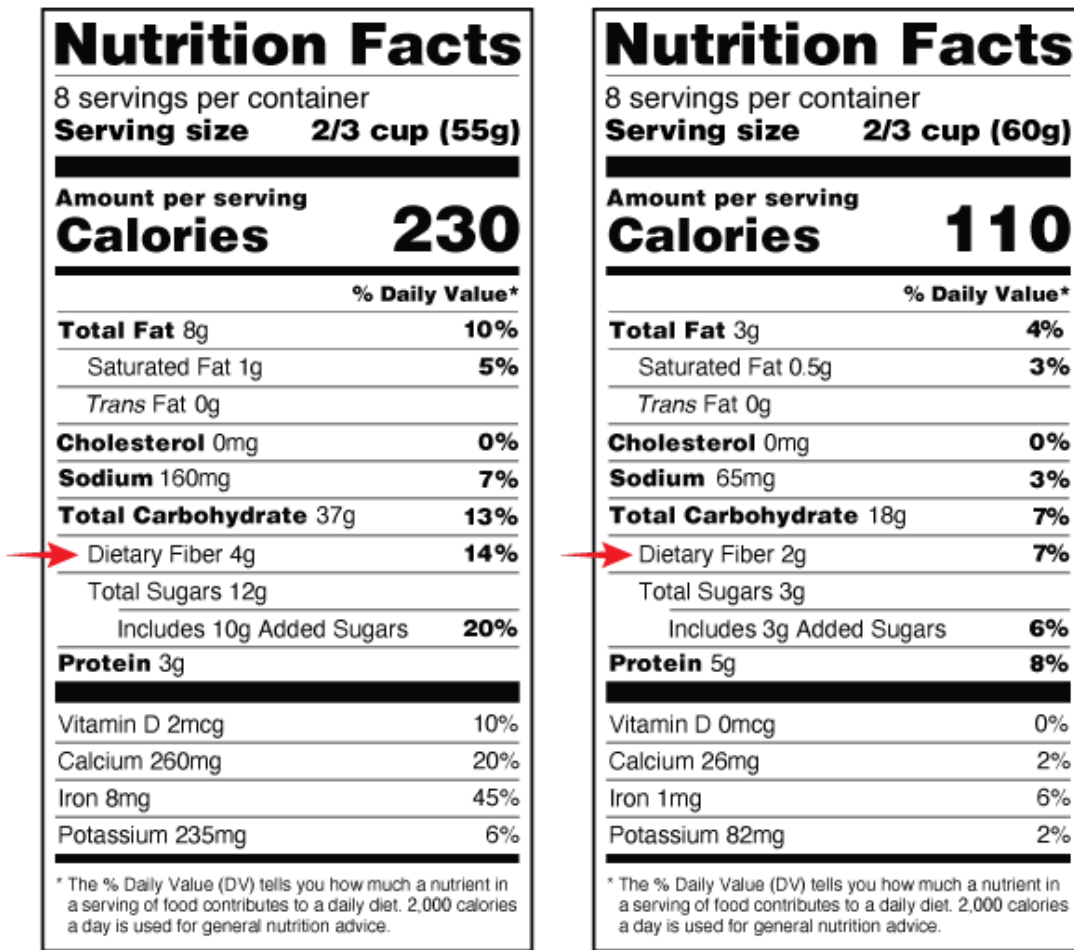 Nutrition Facts
8 servings per container
Serving size 2/3 cup (55g)
Amount per serving
Calories 230
% Daily Value*
Total Fat 8g 10%
Saturated Fat 1g 5%
Trans Fat 0g
Cholesterol 0mg 0%
Sodium 160mg 7%
Total Carbohydrate 37g 13%
Dietary Fiber 4g 14%
Total Sugars 12g
Includes 10g Added Sugars 20%
Protein 3g
Vitamin D 2mcg 10%
Calcium 260mg 20%
Iron 8mg 45%
Potassium 235mg 6%
* The % Daily Value (DV) tells you how much a nutrient in
a serving of food contributes to a daily diet. 2,000 calories
a day is used for general nutrition advice.
Nutrition Facts
8 servings per container
Serving size 2/3 cup (60g)
Amount per serving
Calories 110
% Daily Value*
Total Fat 3g 4%
Saturated Fat 0.5g 3%
Trans Fat 0g
Cholesterol 0mg 0%
Sodium 65mg 3%
Total Carbohydrate 18g 7%
Dietary Fiber 2g 7%
Total Sugars 3g
Includes 3g Added Sugars 6%
Protein 5g 8%
Vitamin D 0mcg 0%
Calcium 26mg 2%
Iron 1mg 6%
Potassium 82mg 2%
* The % Daily Value (DV) tells you how much a nutrient in
a serving of food contributes to a daily diet. 2,000 calories
a day is used for general nutrition advice.